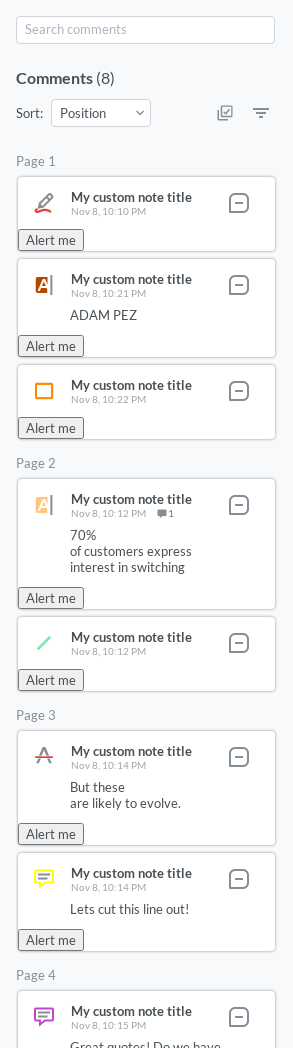 Search comments
Comments (8)
Sort: Position
Page 1
My custom note title
Nov 8, 10:10 PM
Alert me
My custom note title
Nov 8, 10:21 PM
ADAM PEZ
Alert me
My custom note title
Nov 8, 10:22 PM
Alert me
Page 2
My custom note title
Nov 8, 10:12 PM 1
70%
of customers express
interest in switching
Alert me
My custom note title
Nov 8, 10:12 PM
Alert me
Page 3
My custom note title
Nov 8, 10:14 PM
But these
are likely to evolve.
Alert me
My custom note title
Nov 8, 10:14 PM
Lets cut this line out!
Alert me
Page 4
My custom note title
Nov 8, 10:15 PM
Great quotes! Do we have